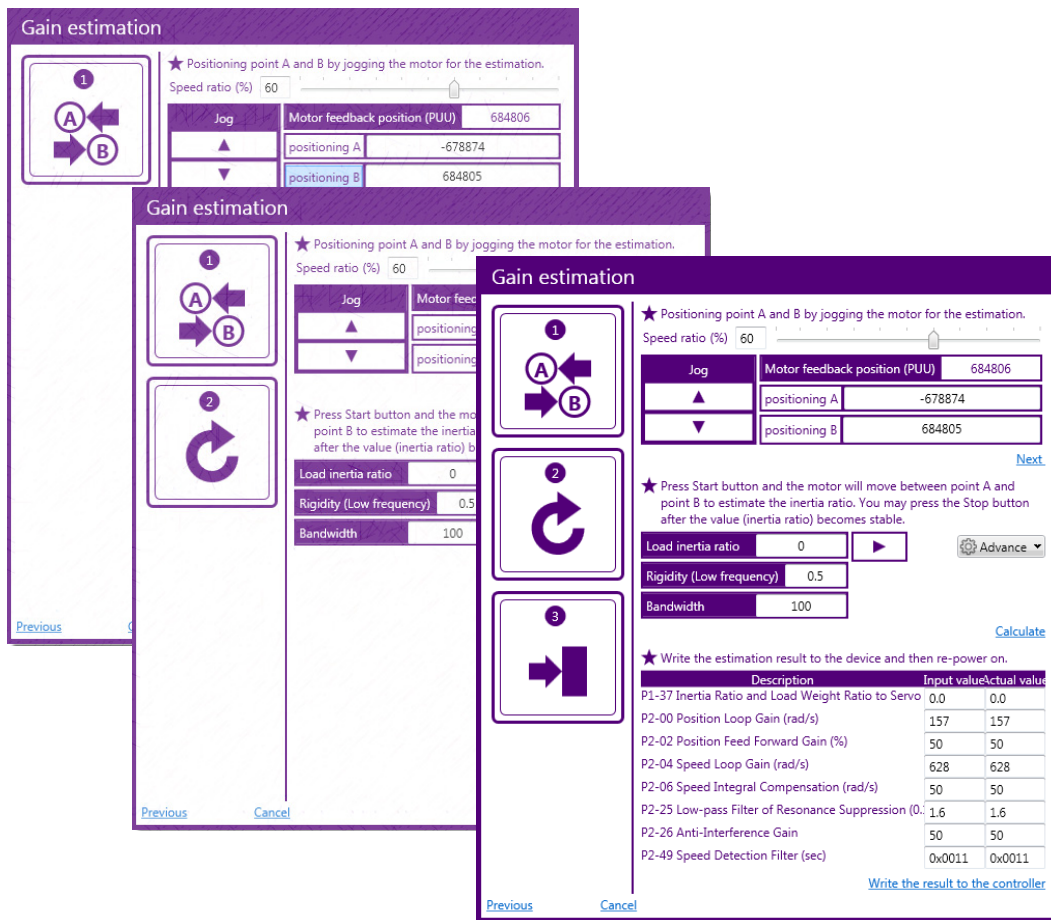 Gain estimation
1
A
B
★ Positioning point A and B by jogging the motor for the estimation.
Speed ratio (%) 60
Jog
Motor feedback position (PUU) 684806
▲
positioning A -678874
▼
positioning B 684805
Previous
Gain estimation
1
A
B
★ Positioning point A and B by jogging the motor for the estimation.
Speed ratio (%) 60
Jog
Motor feed
▲
positioning
▼
positioning
2
★ Press Start button and the mo
point B to estimate the inertia
after the value (inertia ratio) b
Load inertia ratio 0
Rigidity (Low frequency) 0.5
Bandwidth 100
Previous Cancel
Gain estimation
1
A
B
★ Positioning point A and B by jogging the motor for the estimation.
Speed ratio (%) 60
Jog
Motor feedback position (PUU) 684806
▲
positioning A -678874
▼
positioning B 684805
Next
2
★ Press Start button and the motor will move between point A and
point B to estimate the inertia ratio. You may press the Stop button
after the value (inertia ratio) becomes stable.
Load inertia ratio 0 ▶ Advance
Rigidity (Low frequency) 0.5
Bandwidth 100
Calculate
3
★ Write the estimation result to the device and then re-power on.
Description Input value Actual value
P1-37 Inertia Ratio and Load Weight Ratio to Servo 0.0 0.0
P2-00 Position Loop Gain (rad/s) 157 157
P2-02 Position Feed Forward Gain (%) 50 50
P2-04 Speed Loop Gain (rad/s) 628 628
P2-06 Speed Integral Compensation (rad/s) 50 50
P2-25 Low-pass Filter of Resonance Suppression (0. 1.6 1.6
P2-26 Anti-Interference Gain 50 50
P2-49 Speed Detection Filter (sec) 0x0011 0x0011
Write the result to the controller
Previous Cancel